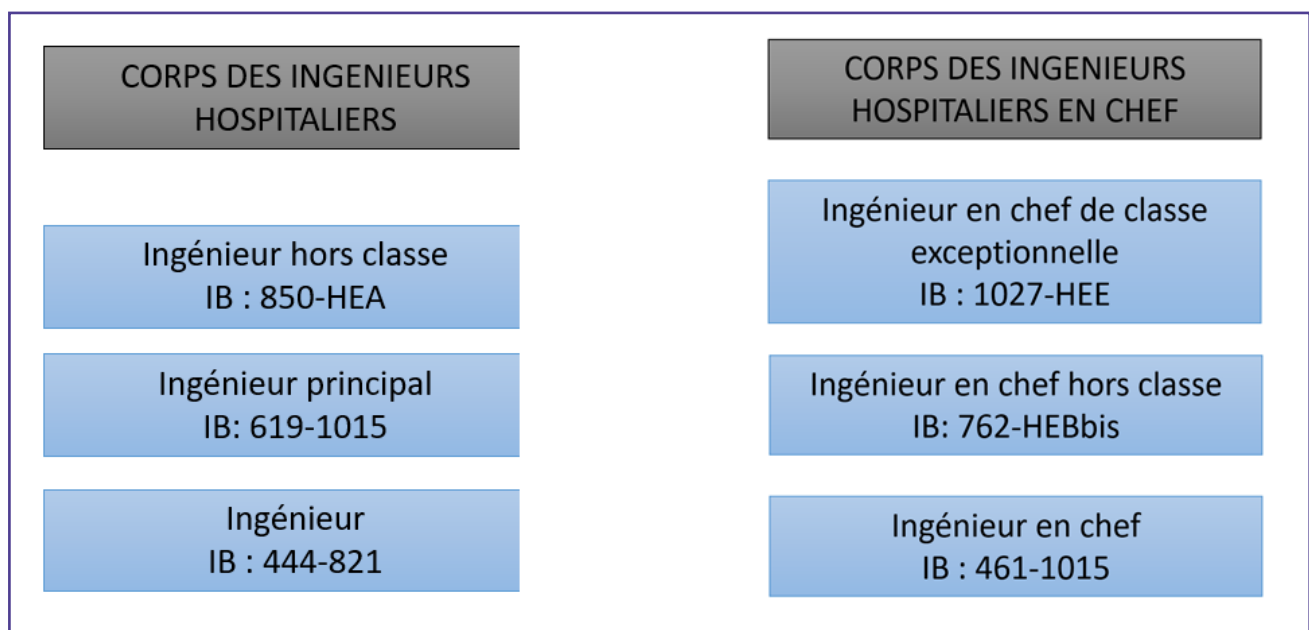 CORPS DES INGENIEURS
HOSPITALIERS
Ingénieur hors classe
IB : 850-HEA
Ingénieur principal
IB: 619-1015
Ingénieur
IB : 444-821
CORPS DES INGENIEURS
HOSPITALIERS EN CHEF
Ingénieur en chef de classe
exceptionnelle
IB : 1027-HEE
Ingénieur en chef hors classe
IB: 762-HEBbis
Ingénieur en chef
IB : 461-1015